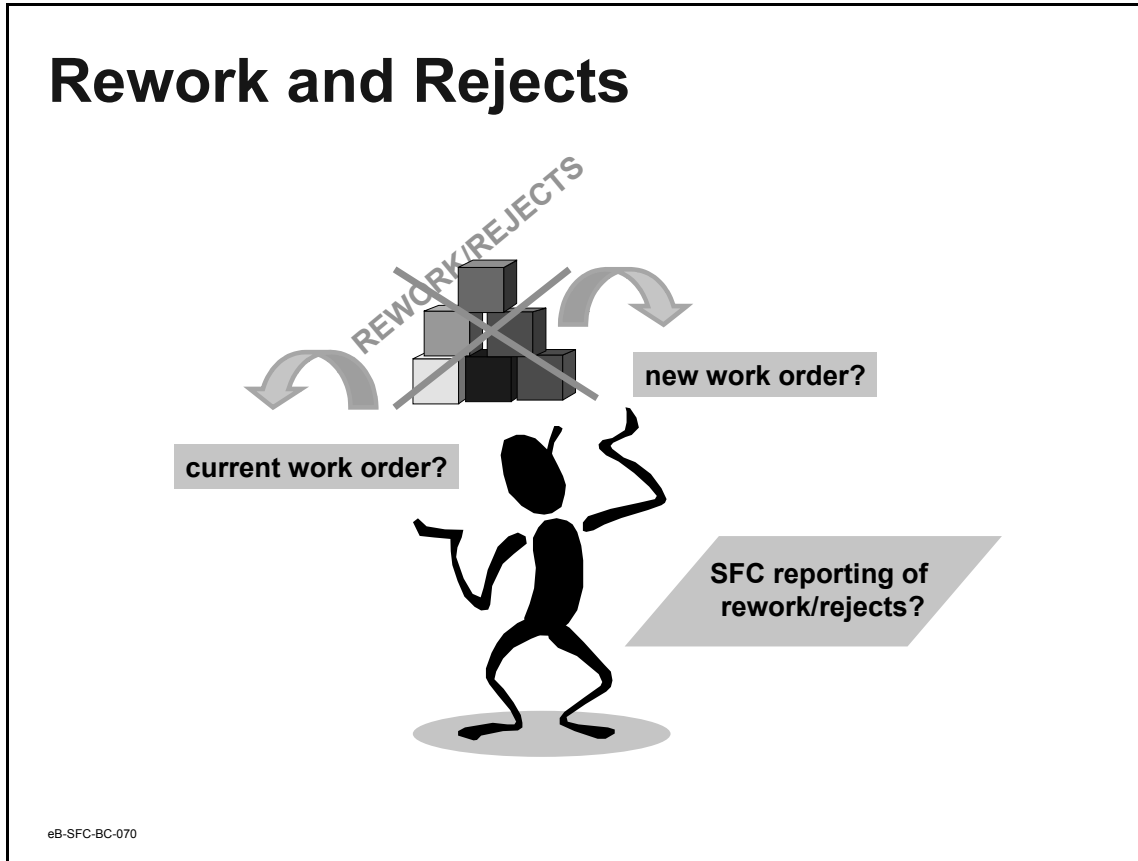 Rework and Rejects
REWORK/REJECTS
new work order?
current work order?
SFC reporting of
rework/rejects?
eB-SFC-BC-070